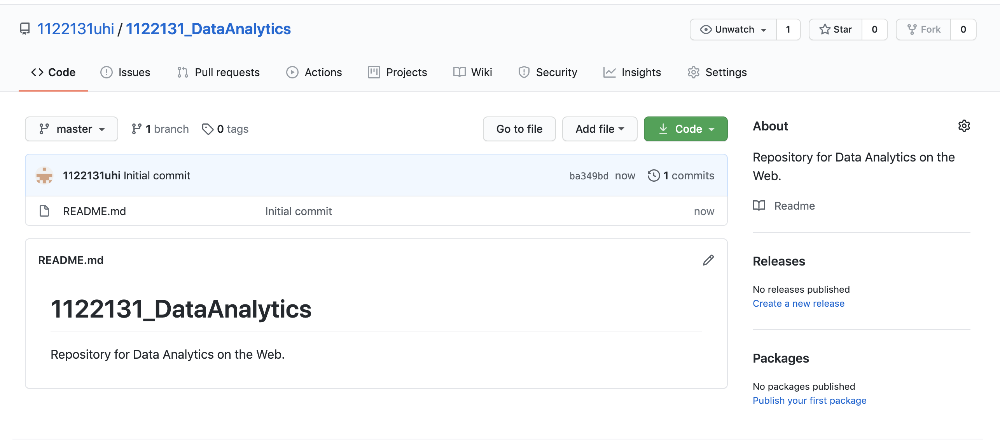 1122131uhi / 1122131_DataAnalytics
Unwatch 1 Star 0 Fork 0
Code Issues Pull requests Actions Projects Wiki Security Insights Settings
master 1 branch 0 tags Go to file Add file Code
1122131uhi Initial commit ba349bd now 1 commits
README.md Initial commit now
README.md
1122131_DataAnalytics
Repository for Data Analytics on the Web.
About
Repository for Data Analytics on the
Web.
Readme
Releases
No releases published
Create a new release
Packages
No packages published
Publish your first package